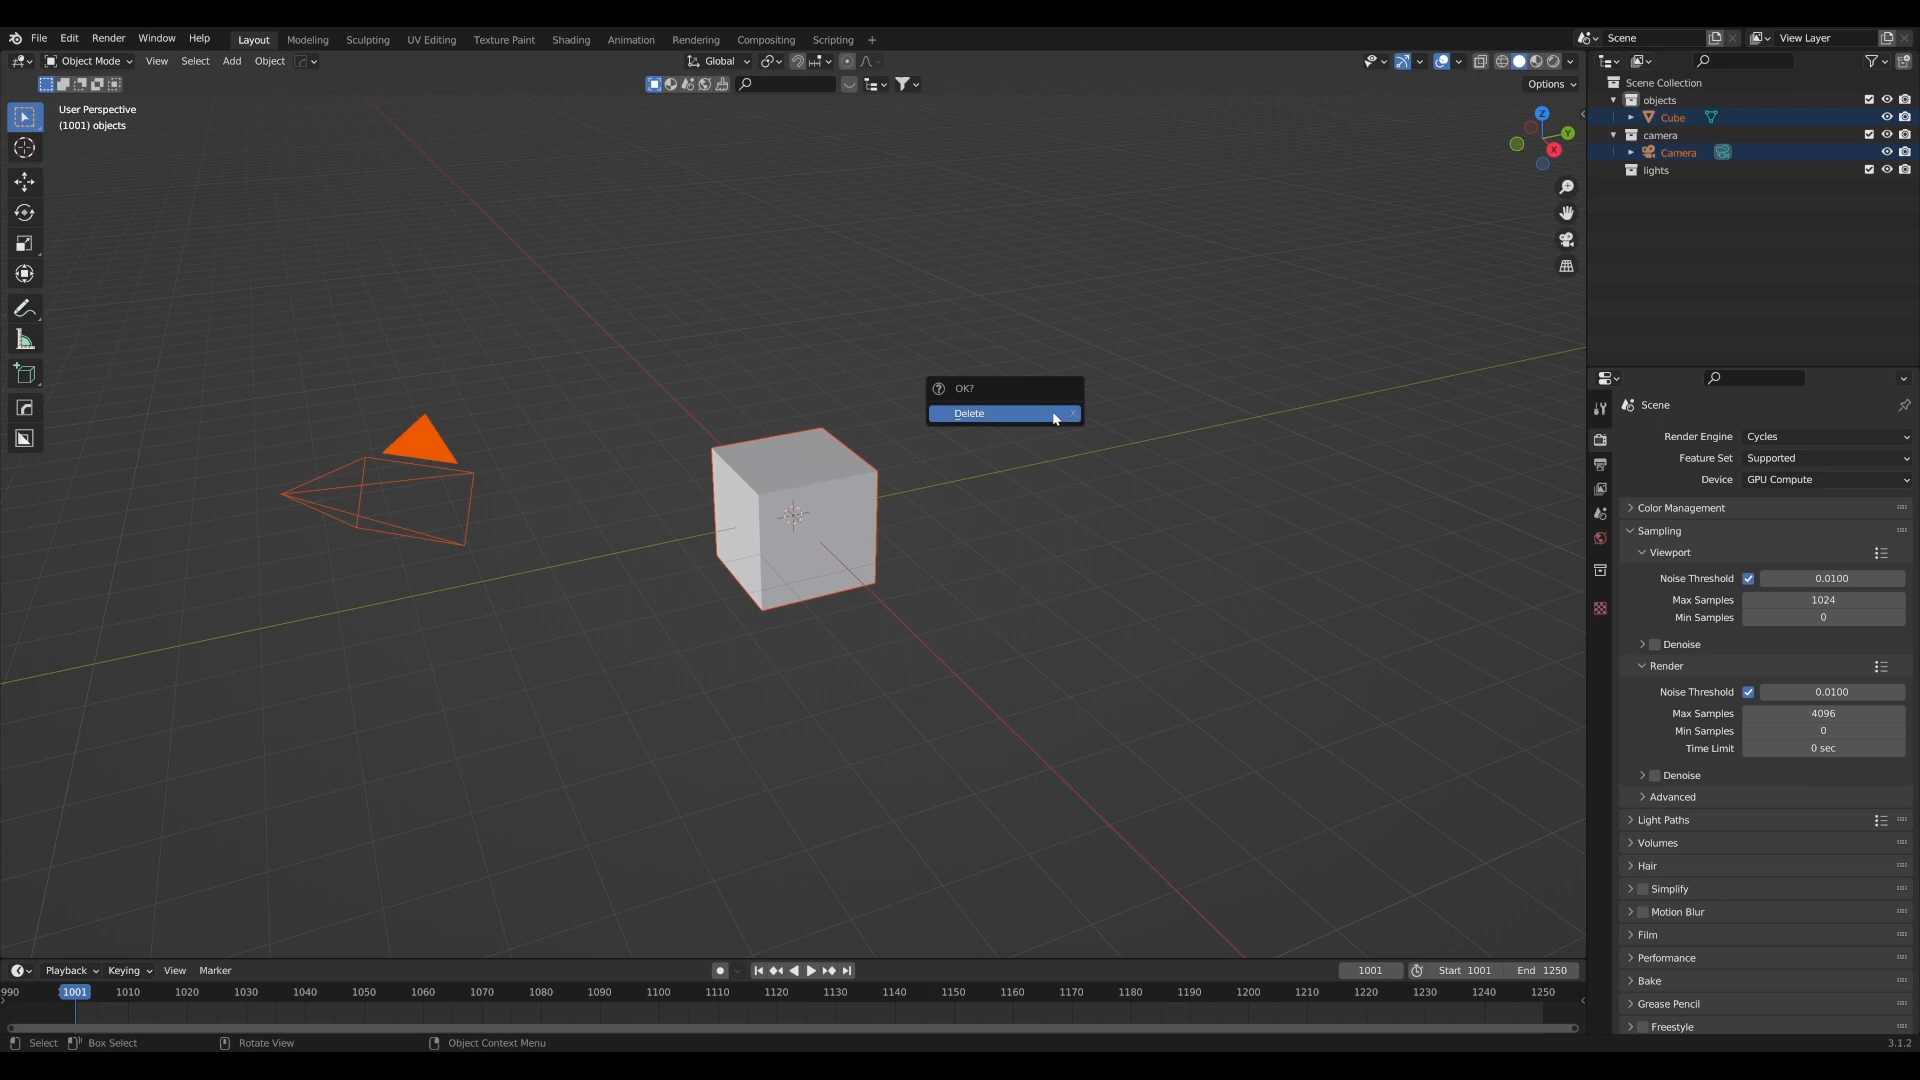 File Edit Render Window Help Layout Modeling Sculpting UV Editing Texture Paint Shading Animation Rendering Compositing Scripting + Scene View Layer
Object Mode View Select Add Object Global
Options
User Perspective
(1001) objects
Z
Y
X
Scene Collection
objects
Cube
camera
Camera
lights
OK?
Delete X
Scene
Render Engine Cycles
Feature Set Supported
Device GPU Compute
Color Management
Sampling
Viewport
Noise Threshold 0.0100
Max Samples 1024
Min Samples 0
Denoise
Render
Noise Threshold 0.0100
Max Samples 4096
Min Samples 0
Time Limit 0 sec
Denoise
Advanced
Light Paths
Volumes
Hair
Simplify
Motion Blur
Film
Performance
Bake
Grease Pencil
Freestyle
Playback Keying View Marker 1001 Start 1001 End 1250
990 1001 1010 1020 1030 1040 1050 1060 1070 1080 1090 1100 1110 1120 1130 1140 1150 1160 1170 1180 1190 1200 1210 1220 1230 1240 1250
Select Box Select Rotate View Object Context Menu 3.1.2